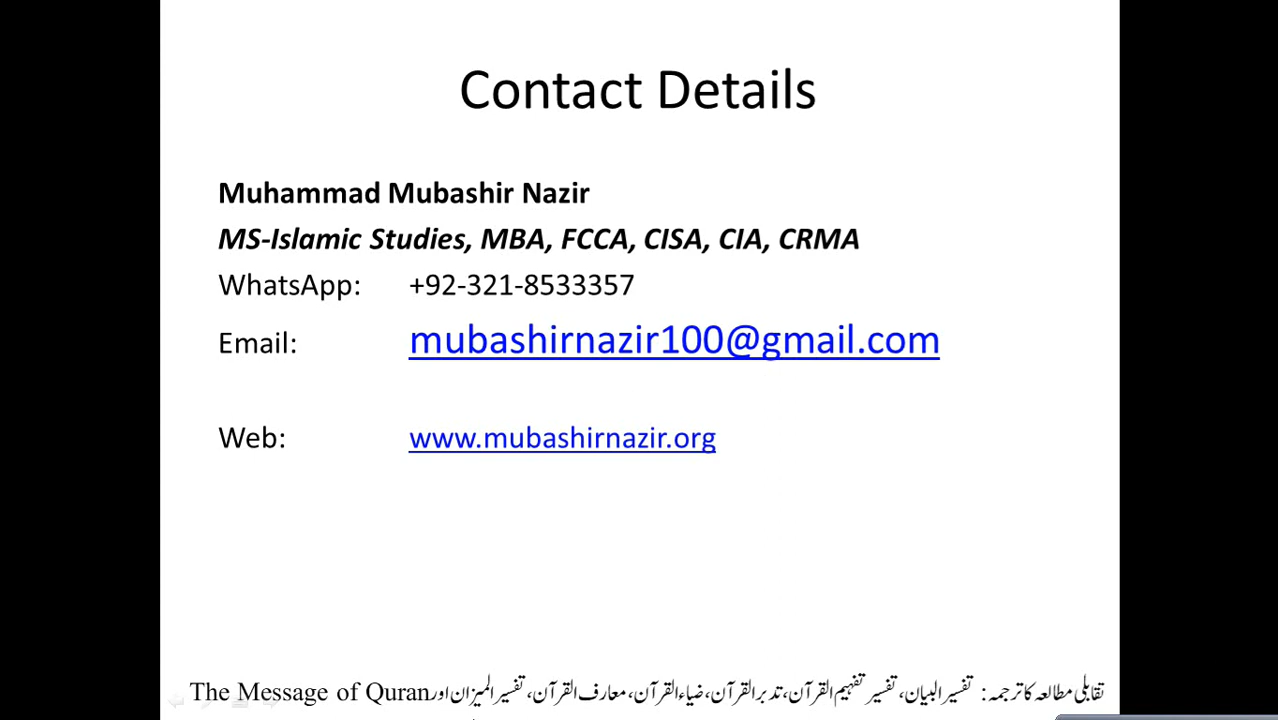 Contact Details
Muhammad Mubashir Nazir
MS-Islamic Studies, MBA, FCCA, CISA, CIA, CRMA
WhatsApp: +92-321-8533357
Email: mubashirnazir100@gmail.com
Web: www.mubashirnazir.org
تقابلی مطالعہ کا ترجمہ: تفسیر البیان، تفسیر تفہیم القرآن، تدبر القرآن، ضیاء القرآن، معارف القرآن، تفسیر المیزان اور The Message of Quran